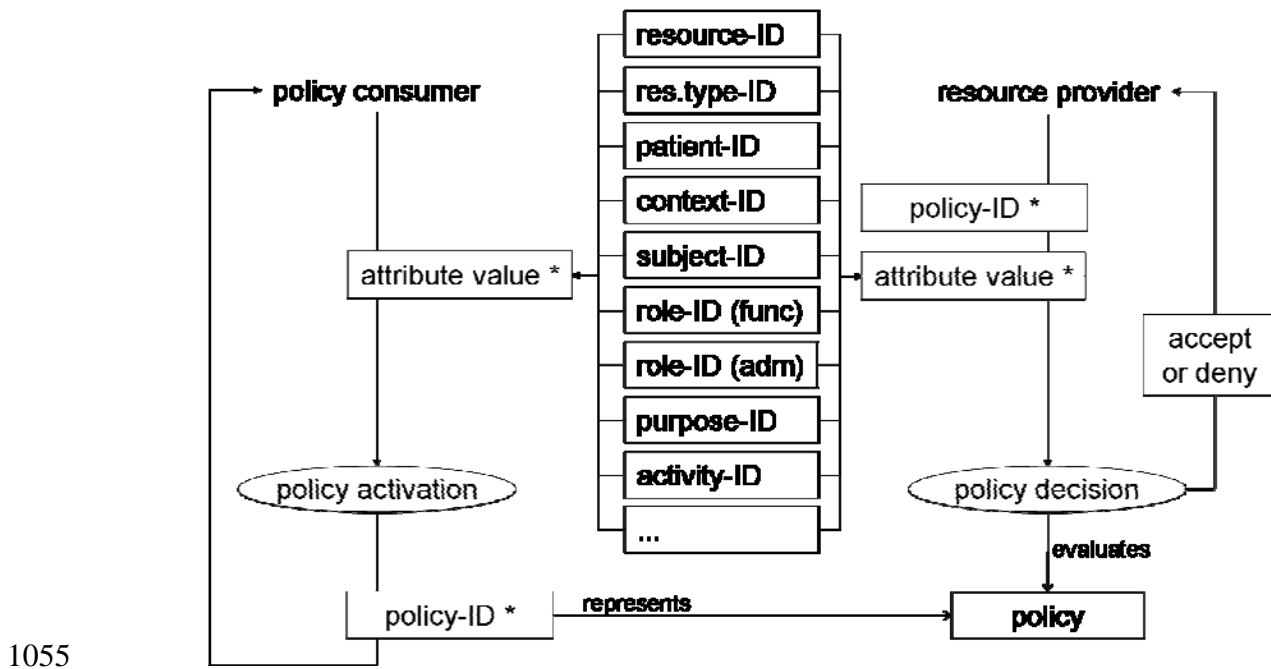 resource-ID
policy consumer
res.type-ID
resource provider
patient-ID
context-ID
policy-ID *
subject-ID
attribute value *
attribute value *
role-ID (func)
role-ID (adm)
accept
or deny
purpose-ID
activity-ID
policy activation
policy decision
...
evaluates
policy-ID *
represents
policy
1055